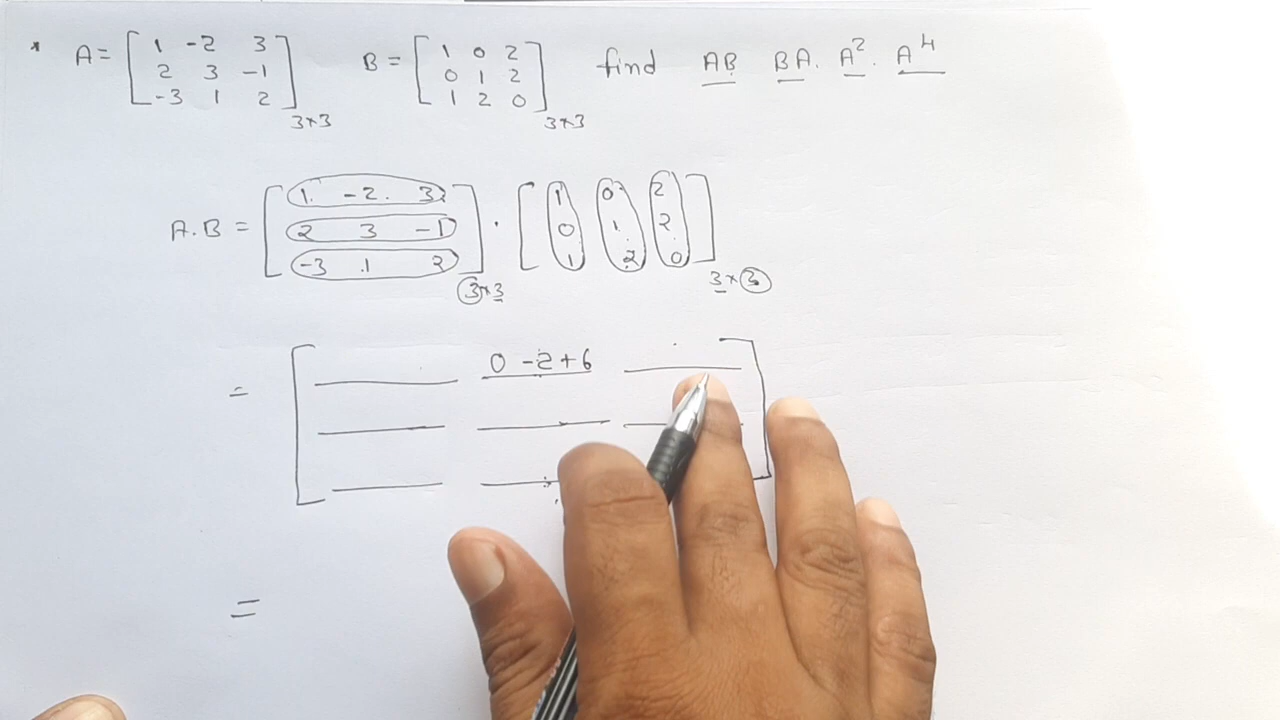 * A = [ 1 -2 3 B = [ 1 0 2 find AB BA. A². A⁴
2 3 -1 0 1 2
-3 1 2 ]3×3 1 2 0 ]3×3
A.B = [ 1. -2. 3 ] . [ 1 0 2
2 3 -1 0 1 2
-3 1 2 ]3×3 1 2 0 ]3×3
= [ 0 -2+6 ]
=